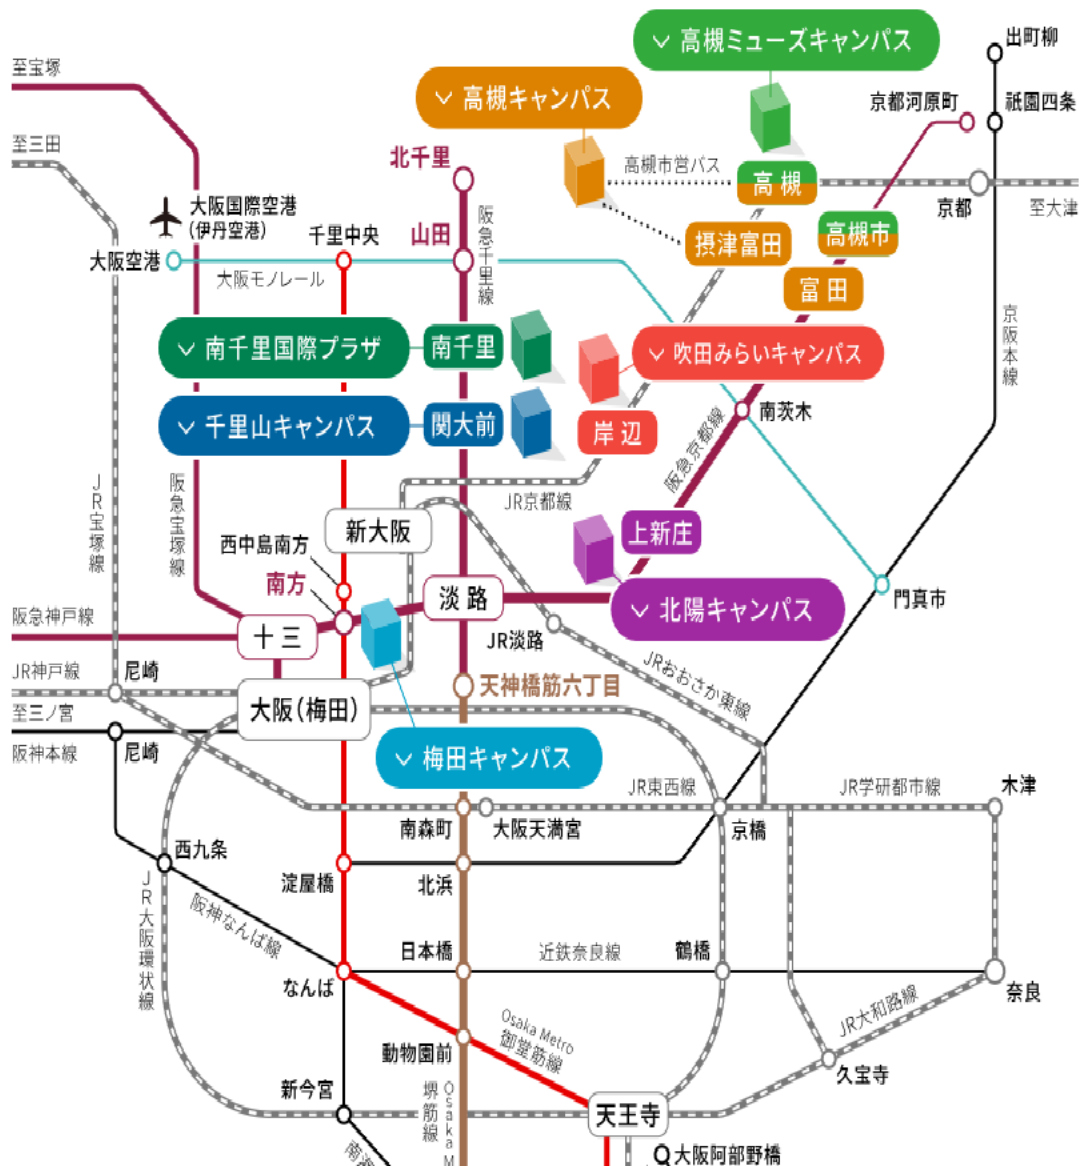 高槻ミューズキャンパス
出町柳
至宝塚
高槻キャンパス
京都河原町
祇園四条
至三田
北千里
高槻市営バス
高槻
京都
至大津
大阪国際空港
(伊丹空港)
千里中央
山田
阪急千里線
摂津富田
高槻市
大阪空港
大阪モノレール
富田
京阪本線
南千里国際プラザ
南千里
吹田みらいキャンパス
千里山キャンパス
関大前
岸辺
南茨木
阪急京都線
JR宝塚線
阪急宝塚線
JR京都線
新大阪
上新庄
西中島南方
南方
淡路
北陽キャンパス
門真市
阪急神戸線
十三
JR淡路
JR神戸線
尼崎
JRおおさか東線
天神橋筋六丁目
至三ノ宮
大阪(梅田)
阪神本線
尼崎
梅田キャンパス
JR東西線
JR学研都市線
木津
南森町
大阪天満宮
京橋
西九条
淀屋橋
北浜
JR大阪環状線
阪神なんば線
日本橋
近鉄奈良線
鶴橋
なんば
奈良
JR大和路線
Osaka Metro
御堂筋線
動物園前
久宝寺
新今宮
堺筋線
Osaka M
天王寺
南海
大阪阿部野橋